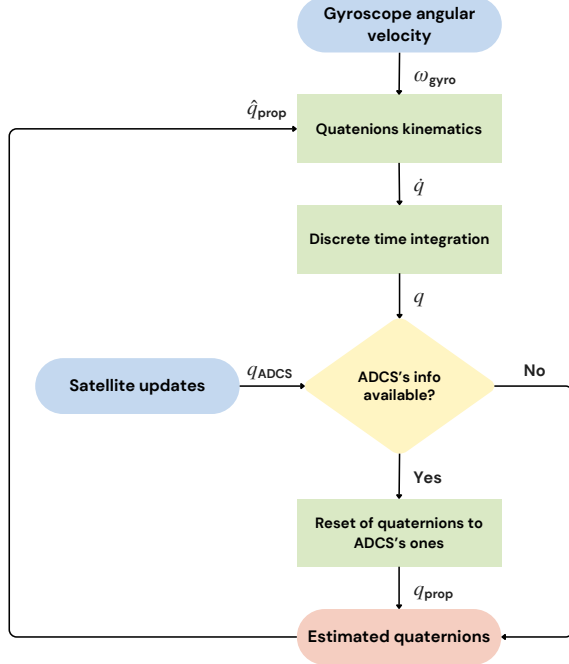 Gyroscope angular
velocity
ω_gyro
q̂_prop
Quatenions kinematics
q̇
Discrete time integration
q
Satellite updates
q_ADCS
ADCS’s info
available?
No
Yes
Reset of quaternions to
ADCS’s ones
q_prop
Estimated quaternions